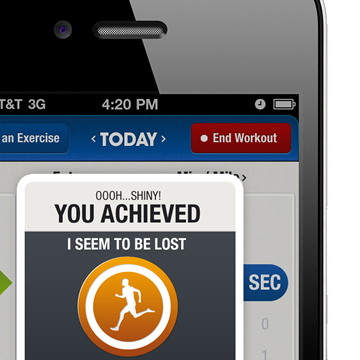 T&T 3G 4:20 PM
an Exercise ‹ TODAY › End Workout
Min/Mile ›
OOOH...SHINY!
YOU ACHIEVED
I SEEM TO BE LOST
SEC
0
1